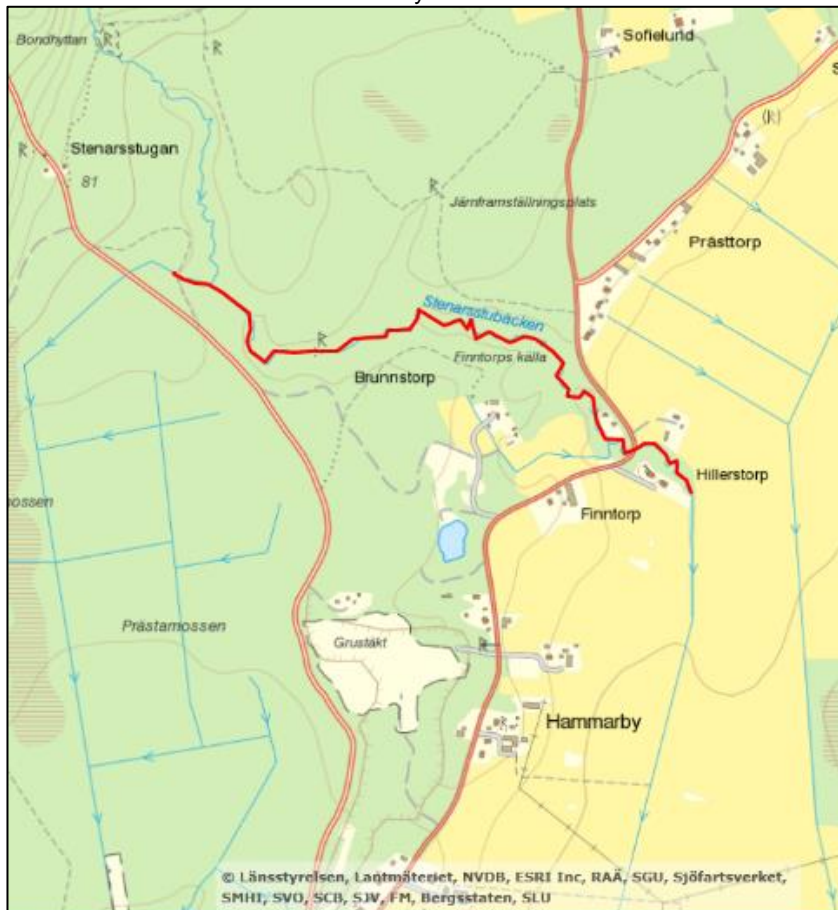 Bondhyttan
Sofielund
Stenarsstugan
81
(R)
Järnframställningsplats
Prästtorp
Stenarsstubäcken
Finntorps källa
Brunnstorp
Hillerstorp
Finntorp
Prästamossen
Grustäkt
Hammarby
© Länsstyrelsen, Lantmäteriet, NVDB, ESRI Inc, RAÄ, SGU, Sjöfartsverket,
SMHI, SVO, SCB, SJV, FM, Bergsstaten, SLU